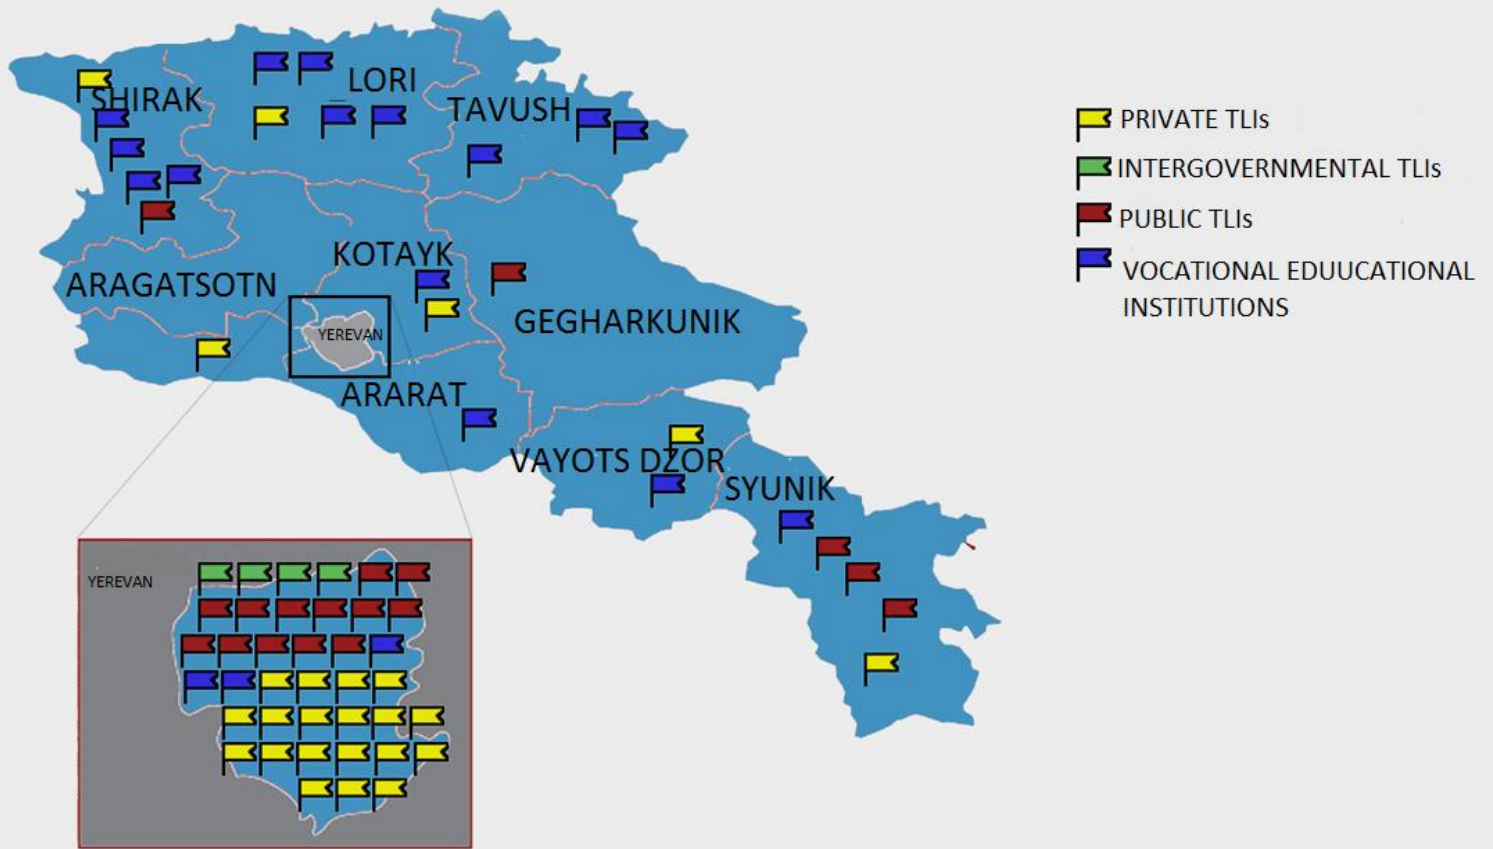 SHIRAK
LORI
TAVUSH
KOTAYK
ARAGATSOTN
GEGHARKUNIK
YEREVAN
ARARAT
VAYOTS DZOR
SYUNIK
YEREVAN
PRIVATE TLIs
INTERGOVERNMENTAL TLIs
PUBLIC TLIs
VOCATIONAL EDUUCATIONAL
INSTITUTIONS